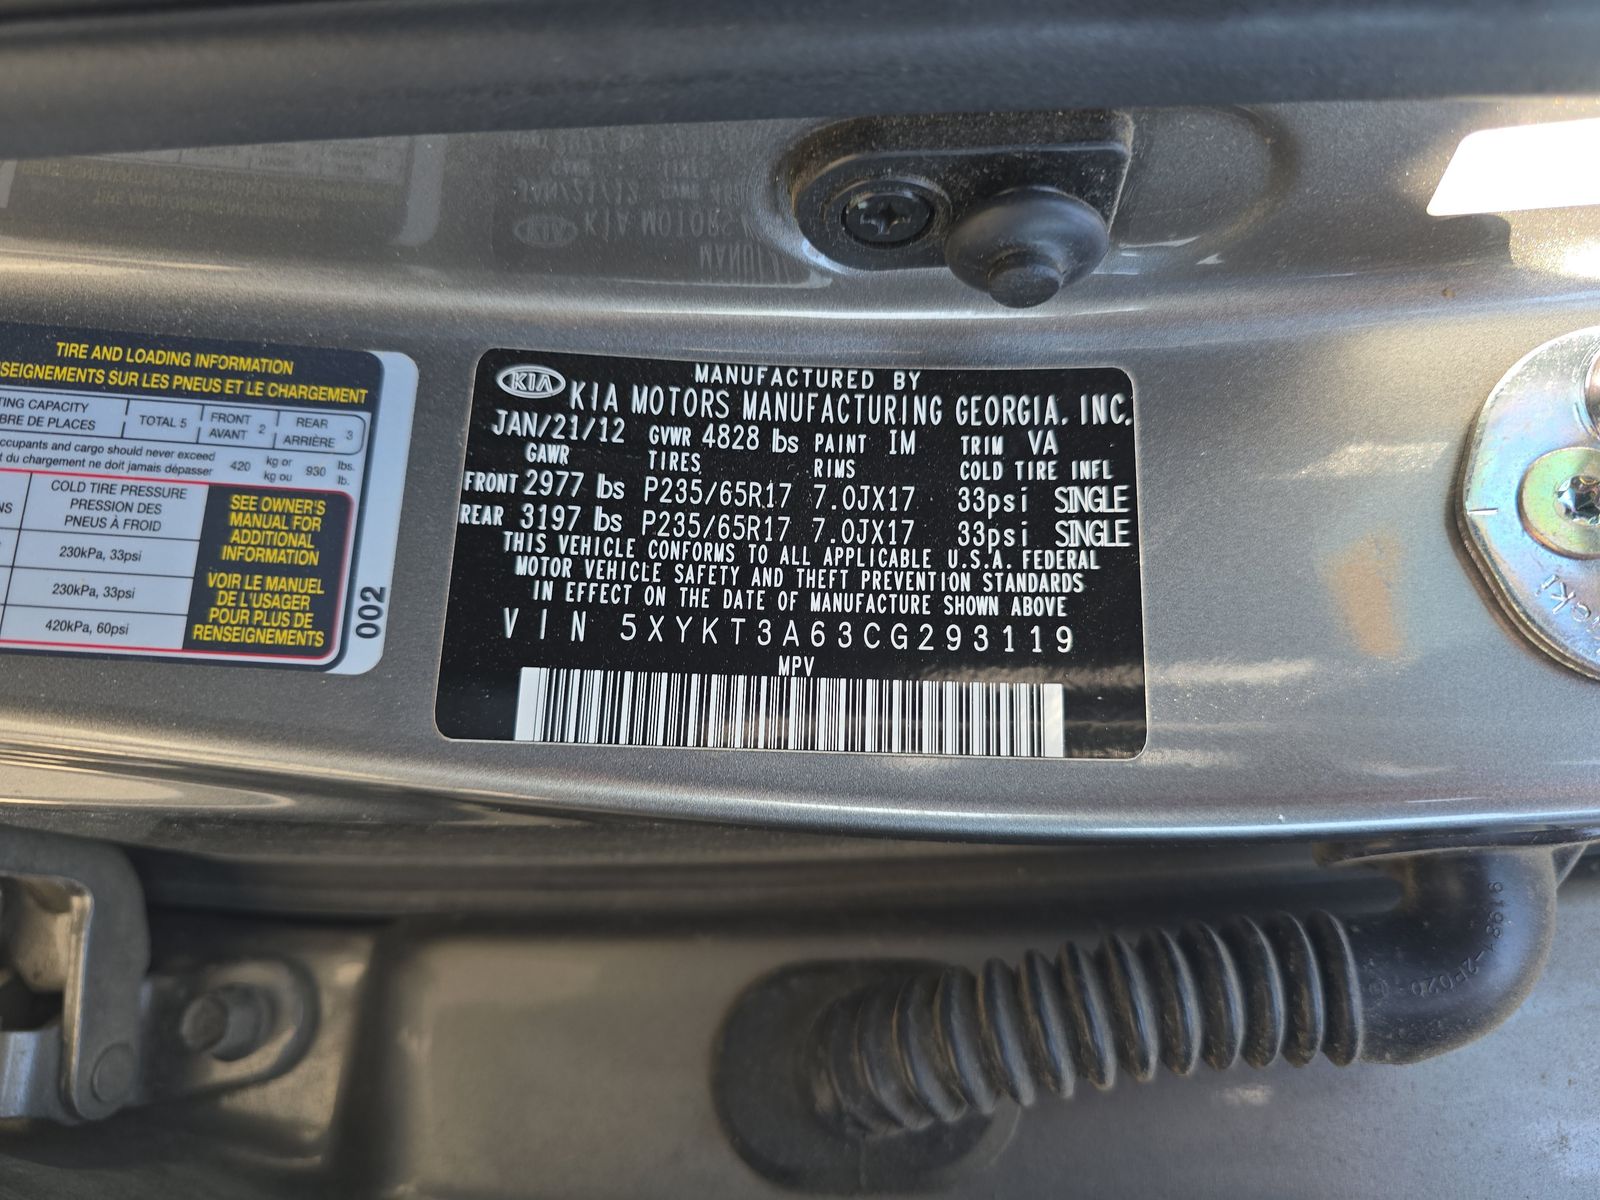 TIRE AND LOADING INFORMATION
SEIGNEMENTS SUR LES PNEUS ET LE CHARGEMENT
TING CAPACITY
BRE DE PLACES
TOTAL 5
FRONT
AVANT 2
REAR
ARRIÈRE 3
ccupants and cargo should never exceed
t du chargement ne doit jamais dépasser
420 kg or
kg ou
930 lbs.
lb.
NS
COLD TIRE PRESSURE
PRESSION DES
PNEUS À FROID
230kPa, 33psi
230kPa, 33psi
420kPa, 60psi
SEE OWNER'S
MANUAL FOR
ADDITIONAL
INFORMATION
VOIR LE MANUEL
DE L'USAGER
POUR PLUS DE
RENSEIGNEMENTS
002
MANUFACTURED BY
KIA KIA MOTORS MANUFACTURING GEORGIA, INC.
JAN/21/12 GVWR 4828 lbs PAINT IM TRIM VA
GAWR TIRES RIMS COLD TIRE INFL
FRONT 2977 lbs P235/65R17 7.0JX17 33psi SINGLE
REAR 3197 lbs P235/65R17 7.0JX17 33psi SINGLE
THIS VEHICLE CONFORMS TO ALL APPLICABLE U.S.A. FEDERAL
MOTOR VEHICLE SAFETY AND THEFT PREVENTION STANDARDS
IN EFFECT ON THE DATE OF MANUFACTURE SHOWN ABOVE
VIN 5XYKT3A63CG293119
MPV
91981-2P020